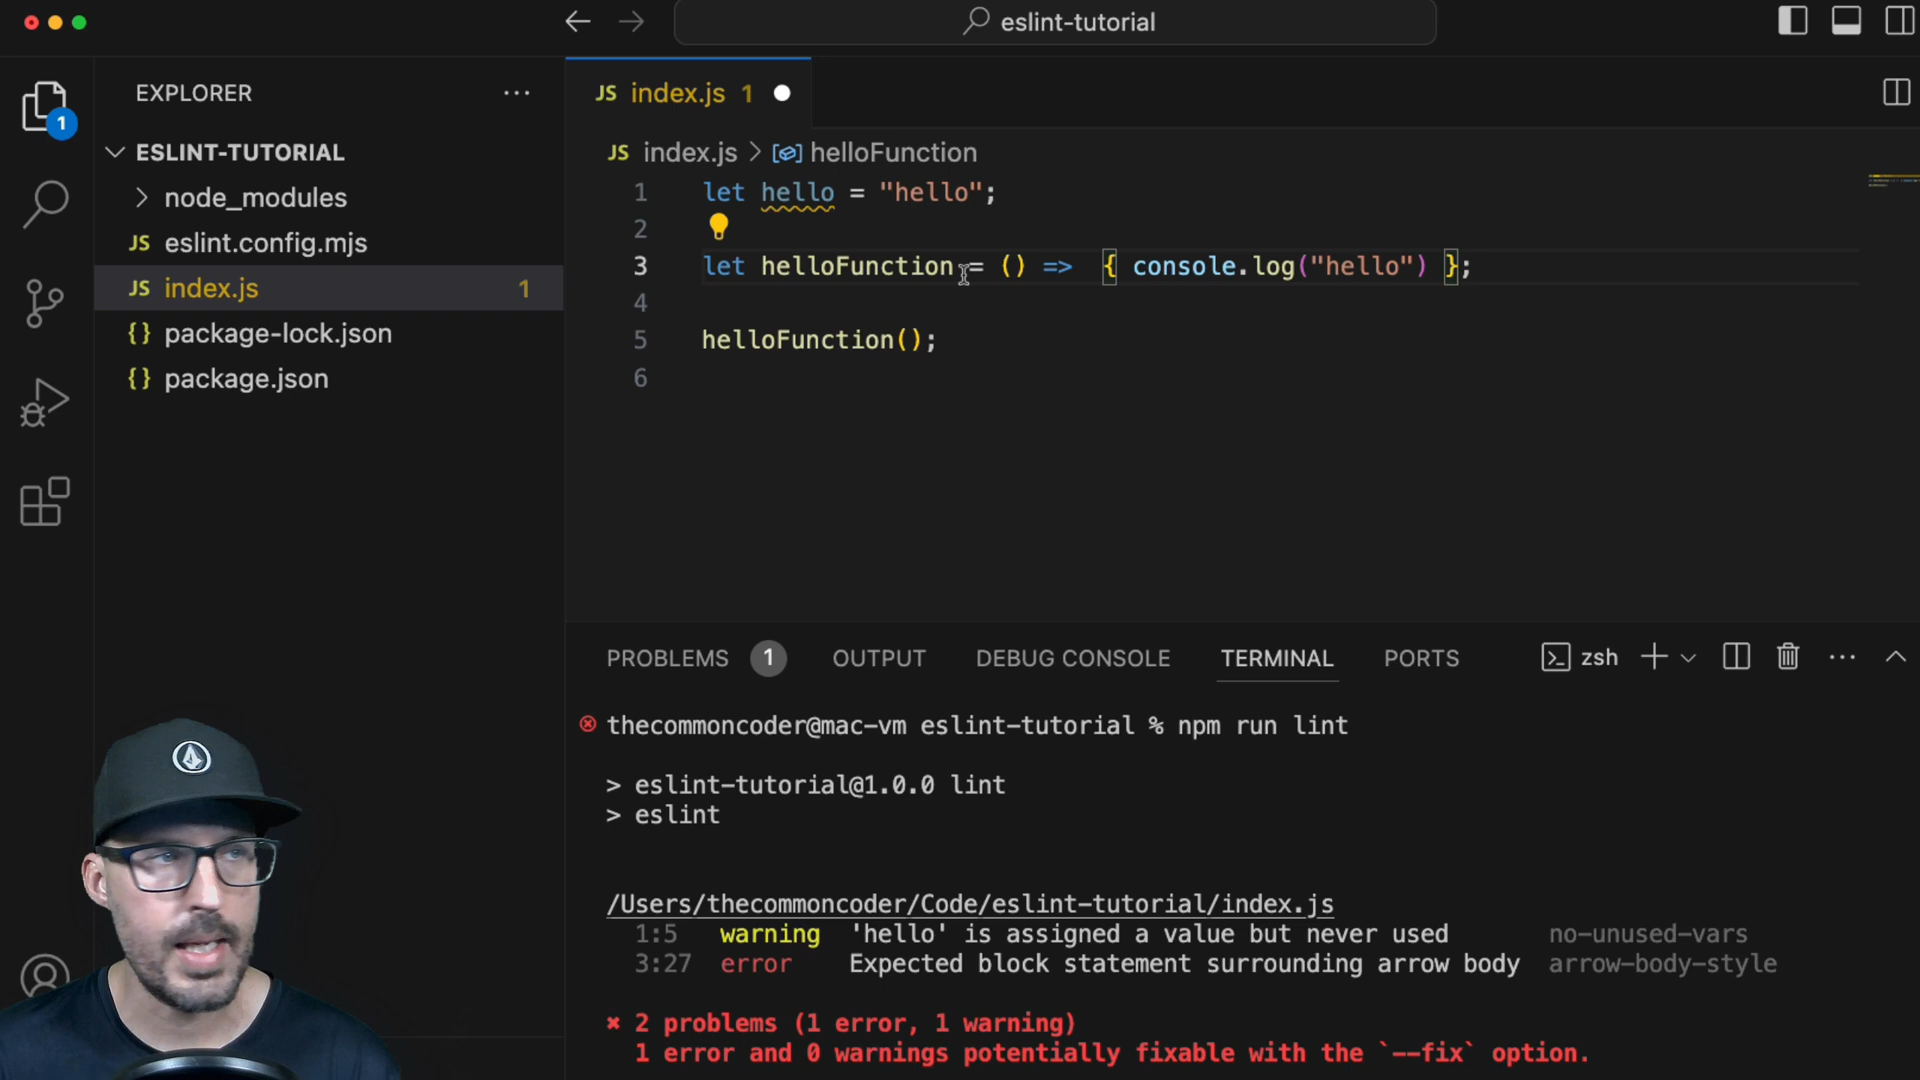 eslint-tutorial
EXPLORER
1
ESLINT-TUTORIAL
node_modules
JS eslint.config.mjs
JS index.js 1
{} package-lock.json
{} package.json
JS index.js 1
JS index.js > helloFunction
1 let hello = "hello";
2
3 let helloFunction = () =>  { console.log("hello") };
4
5 helloFunction();
6
PROBLEMS 1 OUTPUT DEBUG CONSOLE TERMINAL PORTS zsh
thecommoncoder@mac-vm eslint-tutorial % npm run lint
> eslint-tutorial@1.0.0 lint
> eslint
/Users/thecommoncoder/Code/eslint-tutorial/index.js
1:5 warning 'hello' is assigned a value but never used no-unused-vars
3:27 error Expected block statement surrounding arrow body arrow-body-style
✖ 2 problems (1 error, 1 warning)
1 error and 0 warnings potentially fixable with the `--fix` option.